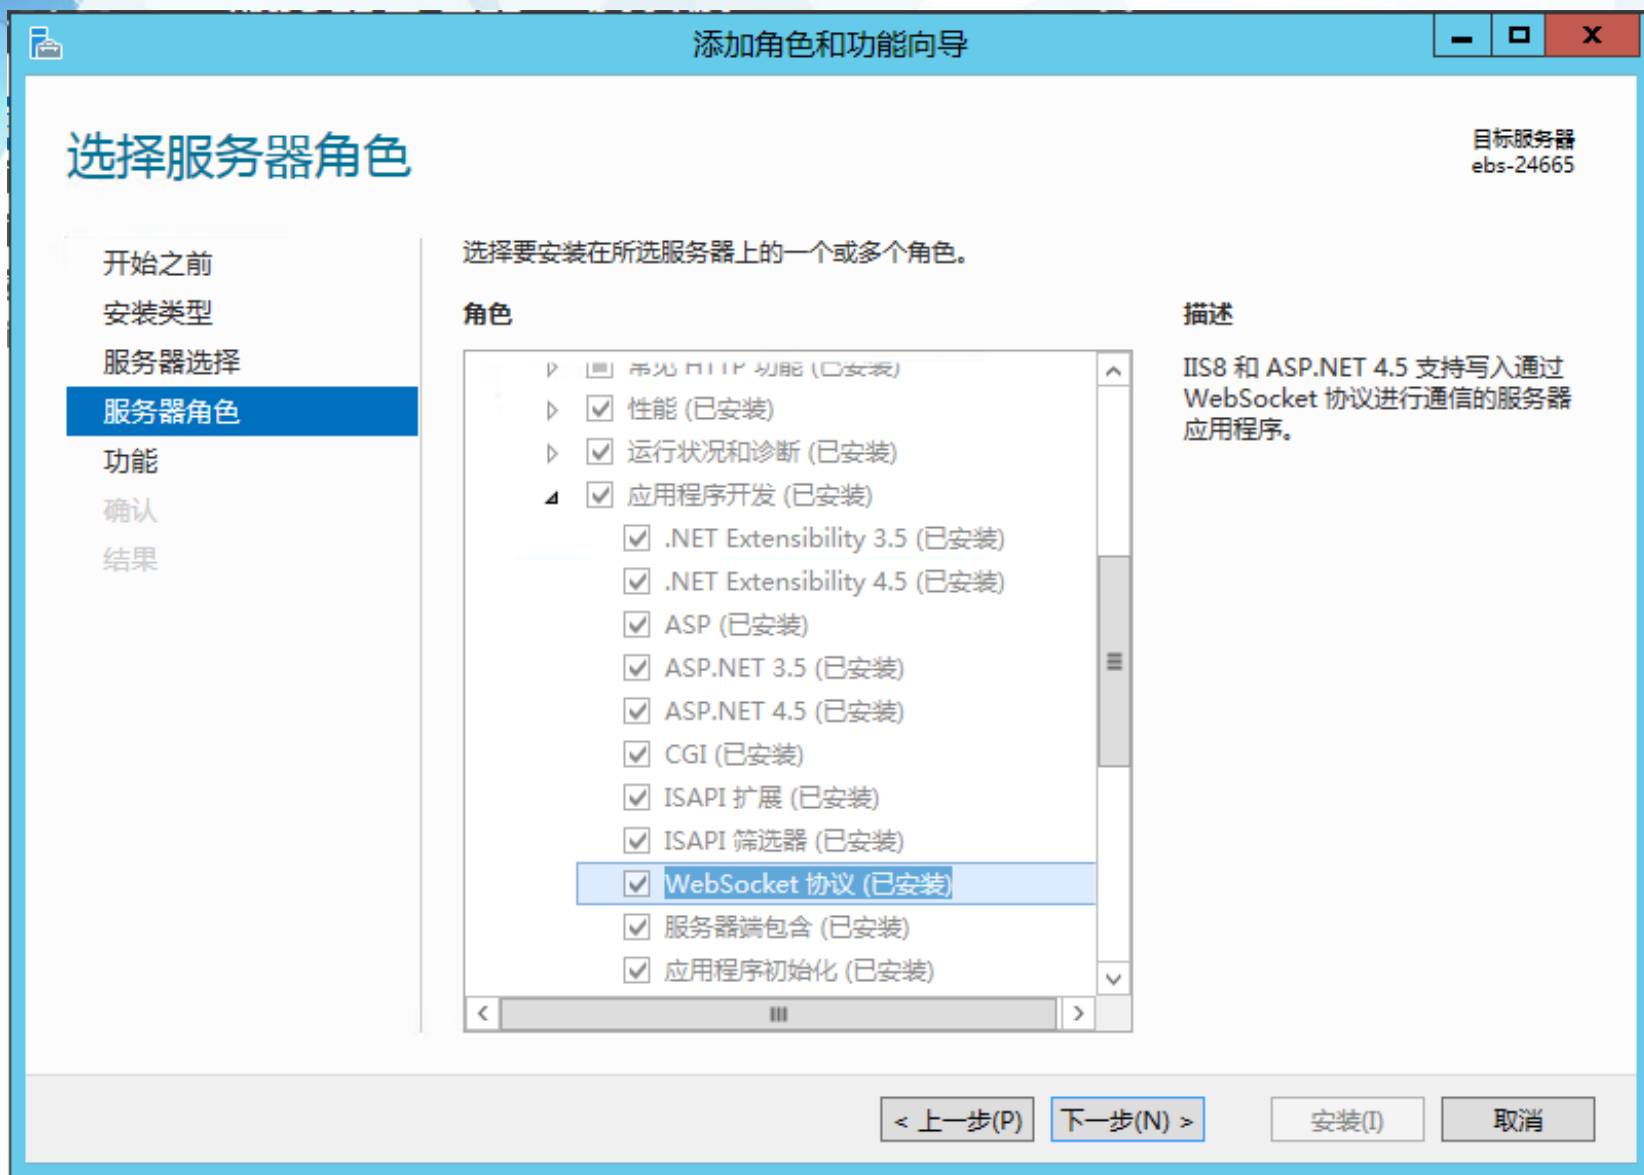 添加角色和功能向导
选择服务器角色
目标服务器
ebs-24665
开始之前
安装类型
服务器选择
服务器角色
功能
确认
结果
选择要安装在所选服务器上的一个或多个角色。
角色
常见 HTTP 功能 (已安装)
性能 (已安装)
运行状况和诊断 (已安装)
应用程序开发 (已安装)
.NET Extensibility 3.5 (已安装)
.NET Extensibility 4.5 (已安装)
ASP (已安装)
ASP.NET 3.5 (已安装)
ASP.NET 4.5 (已安装)
CGI (已安装)
ISAPI 扩展 (已安装)
ISAPI 筛选器 (已安装)
WebSocket 协议 (已安装)
服务器端包含 (已安装)
应用程序初始化 (已安装)
描述
IIS8 和 ASP.NET 4.5 支持写入通过
WebSocket 协议进行通信的服务器
应用程序。
< 上一步(P)
下一步(N) >
安装(I)
取消